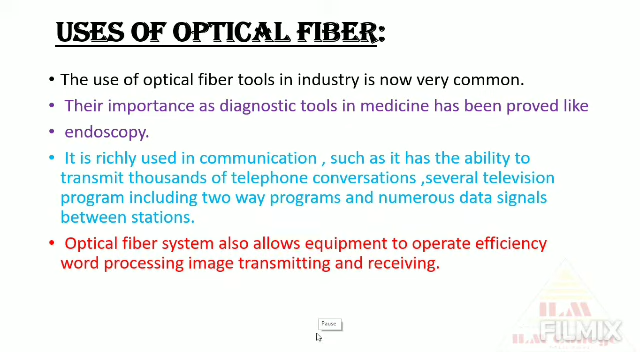 USES OF OPTICAL FIBER:
• The use of optical fiber tools in industry is now very common.
• Their importance as diagnostic tools in medicine has been proved like
• endoscopy.
• It is richly used in communication , such as it has the ability to
transmit thousands of telephone conversations ,several television
program including two way programs and numerous data signals
between stations.
• Optical fiber system also allows equipment to operate efficiency
word processing image transmitting and receiving.
Pause
FILMIX